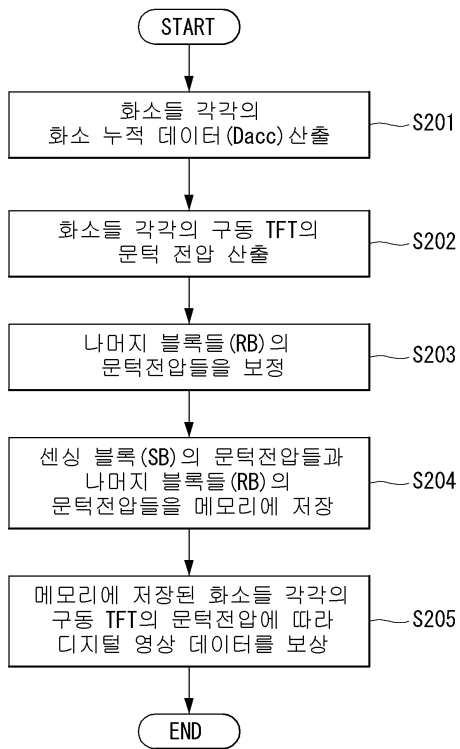 START
화소들 각각의
화소 누적 데이터(Dacc)산출
S201
화소들 각각의 구동 TFT의
문턱 전압 산출
S202
나머지 블록들(RB)의
문턱전압들을 보정
S203
센싱 블록(SB)의 문턱전압들과
나머지 블록들(RB)의
문턱전압들을 메모리에 저장
S204
메모리에 저장된 화소들 각각의
구동 TFT의 문턱전압에 따라
디지털 영상 데이터를 보상
S205
END